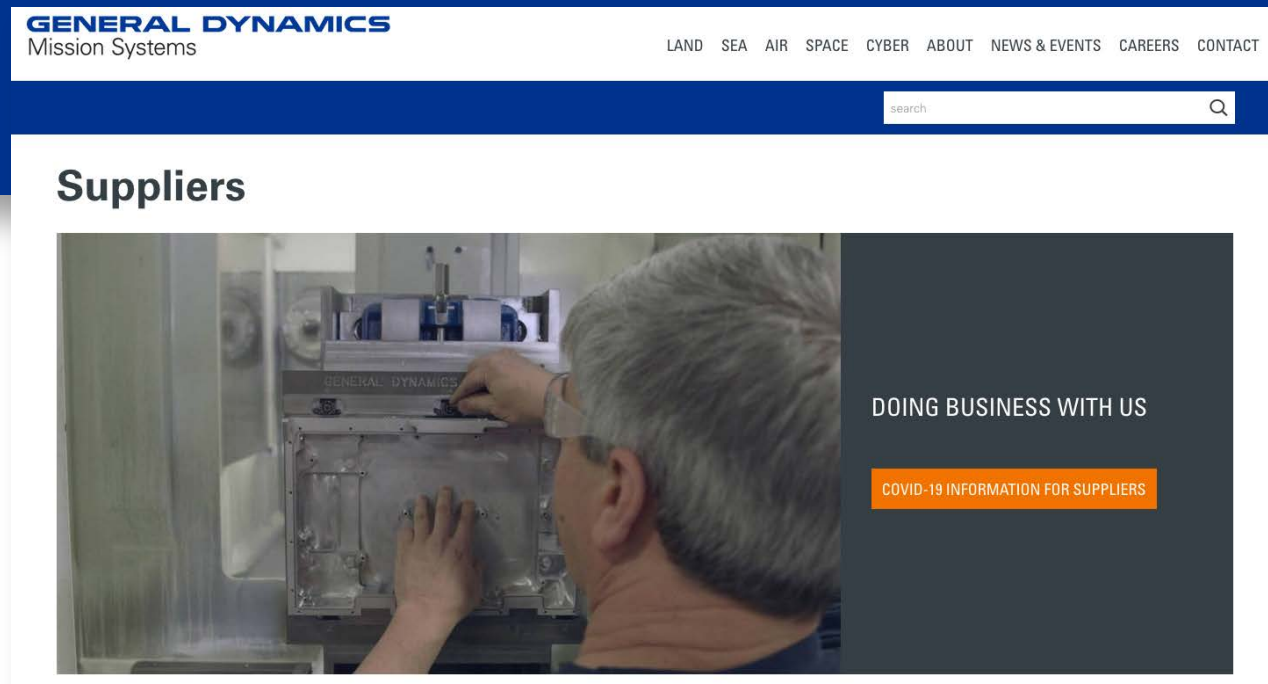 GENERAL DYNAMICS
Mission Systems
LAND SEA AIR SPACE CYBER ABOUT NEWS & EVENTS CAREERS CONTACT
search
Suppliers
GENERAL DYNAMICS
DOING BUSINESS WITH US
COVID-19 INFORMATION FOR SUPPLIERS